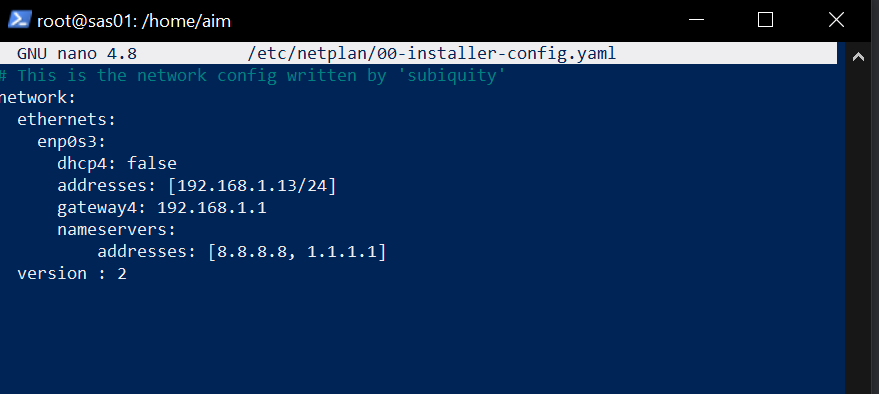 root@sas01: /home/aim
GNU nano 4.8 /etc/netplan/00-installer-config.yaml
# This is the network config written by 'subiquity'
network:
  ethernets:
    enp0s3:
      dhcp4: false
      addresses: [192.168.1.13/24]
      gateway4: 192.168.1.1
      nameservers:
          addresses: [8.8.8.8, 1.1.1.1]
  version : 2